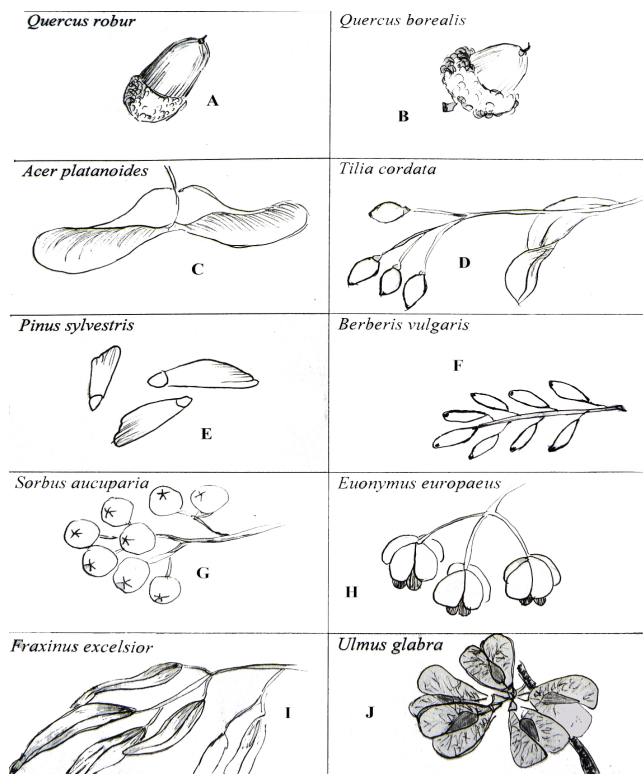 Quercus robur
Quercus borealis
A
B
Acer platanoides
Tilia cordata
C
D
Pinus sylvestris
Berberis vulgaris
E
F
Sorbus aucuparia
Euonymus europaeus
G
H
Fraxinus excelsior
Ulmus glabra
I
J